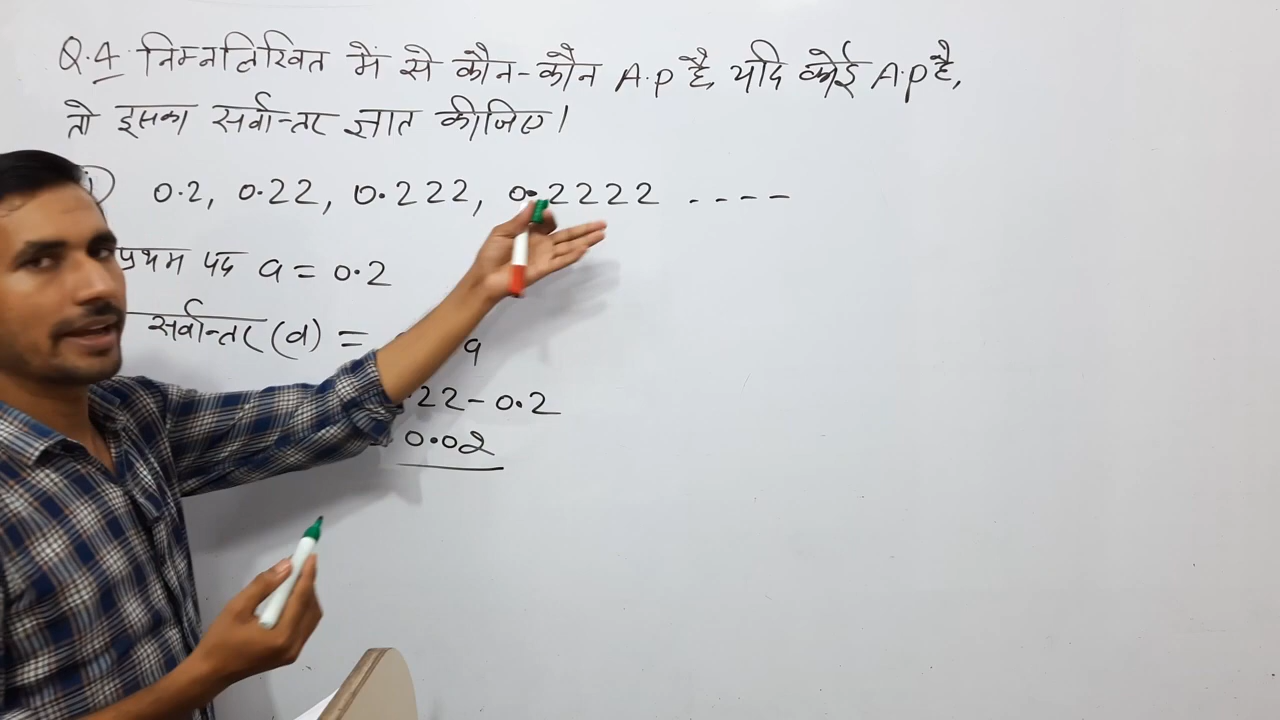 Q.4 निम्नलिखित में से कौन-कौन A.P है, यदि कोई A.P है,
तो इसका सर्वान्तर ज्ञात कीजिए।
0.2, 0.22, 0.222, 0.2222 ----
प्रथम पद a = 0.2
सर्वान्तर (d) = a
.22 - 0.2
0.02